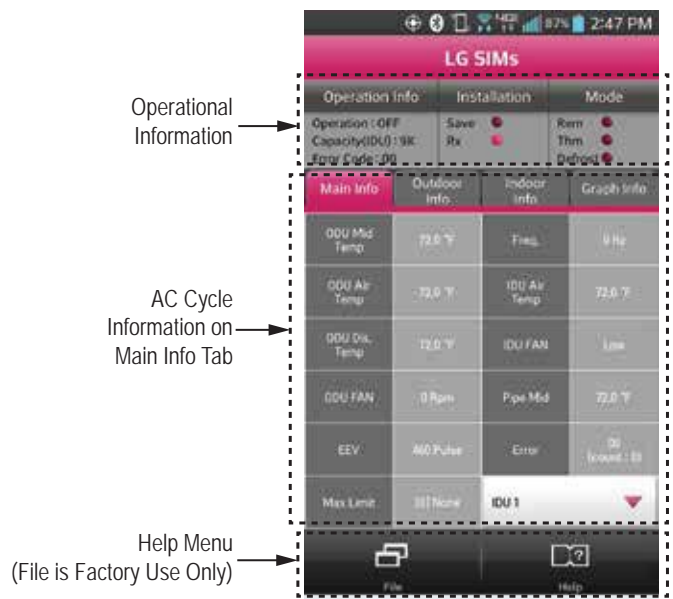 87% 2:47 PM
LG SIMs
Operational
Information
Operation Info Installation Mode
Operation : OFF Save Rem
Capacity(IDU) : 9K Rx Thm
Error Code : 00 Defrost
Main Info Outdoor Info Indoor Info Graph Info
AC Cycle
Information on
Main Info Tab
ODU Mid Temp 72.0 °F Freq. 0 Hz
ODU Air Temp 72.0 °F IDU Air Temp 72.0 °F
ODU Dis. Temp 72.0 °F IDU FAN Low
ODU FAN 0 Rpm Pipe Mid 72.0 °F
EEV 460 Pulse Error 00 (count : 0)
Max Limit None IDU 1
Help Menu
(File is Factory Use Only)
File Help